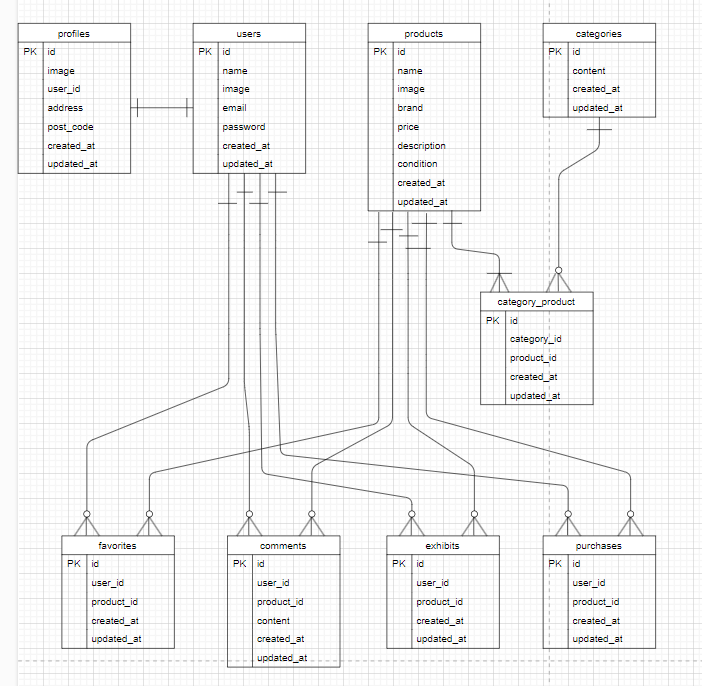 profiles
PK id
image
user_id
address
post_code
created_at
updated_at
users
PK id
name
image
email
password
created_at
updated_at
products
PK id
name
image
brand
price
description
condition
created_at
updated_at
categories
PK id
content
created_at
updated_at
category_product
PK id
category_id
product_id
created_at
updated_at
favorites
PK id
user_id
product_id
created_at
updated_at
comments
PK id
user_id
product_id
content
created_at
updated_at
exhibits
PK id
user_id
product_id
created_at
updated_at
purchases
PK id
user_id
product_id
created_at
updated_at